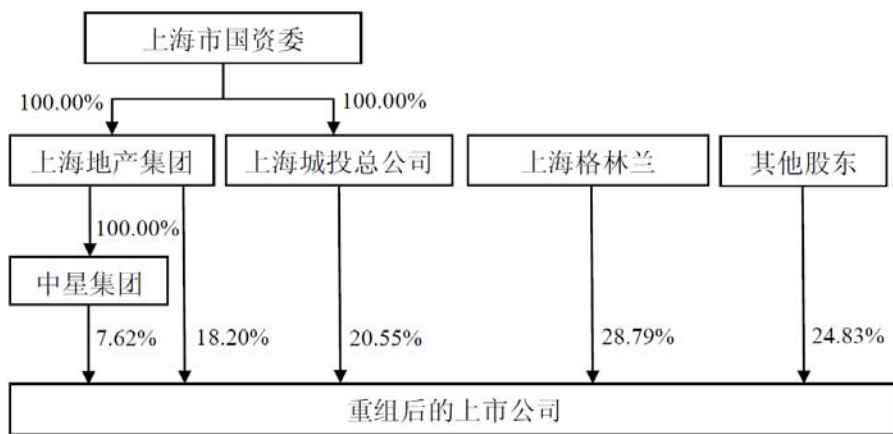 上海市国资委
100.00%
100.00%
上海地产集团
上海城投总公司
上海格林兰
其他股东
100.00%
中星集团
7.62%
18.20%
20.55%
28.79%
24.83%
重组后的上市公司